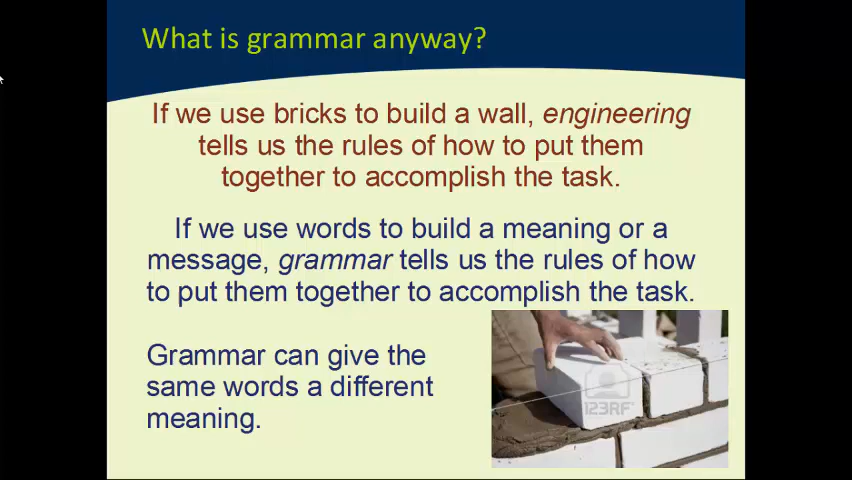 What is grammar anyway?
If we use bricks to build a wall, engineering
tells us the rules of how to put them
together to accomplish the task.
If we use words to build a meaning or a
message, grammar tells us the rules of how
to put them together to accomplish the task.
Grammar can give the
same words a different
meaning.
123RF